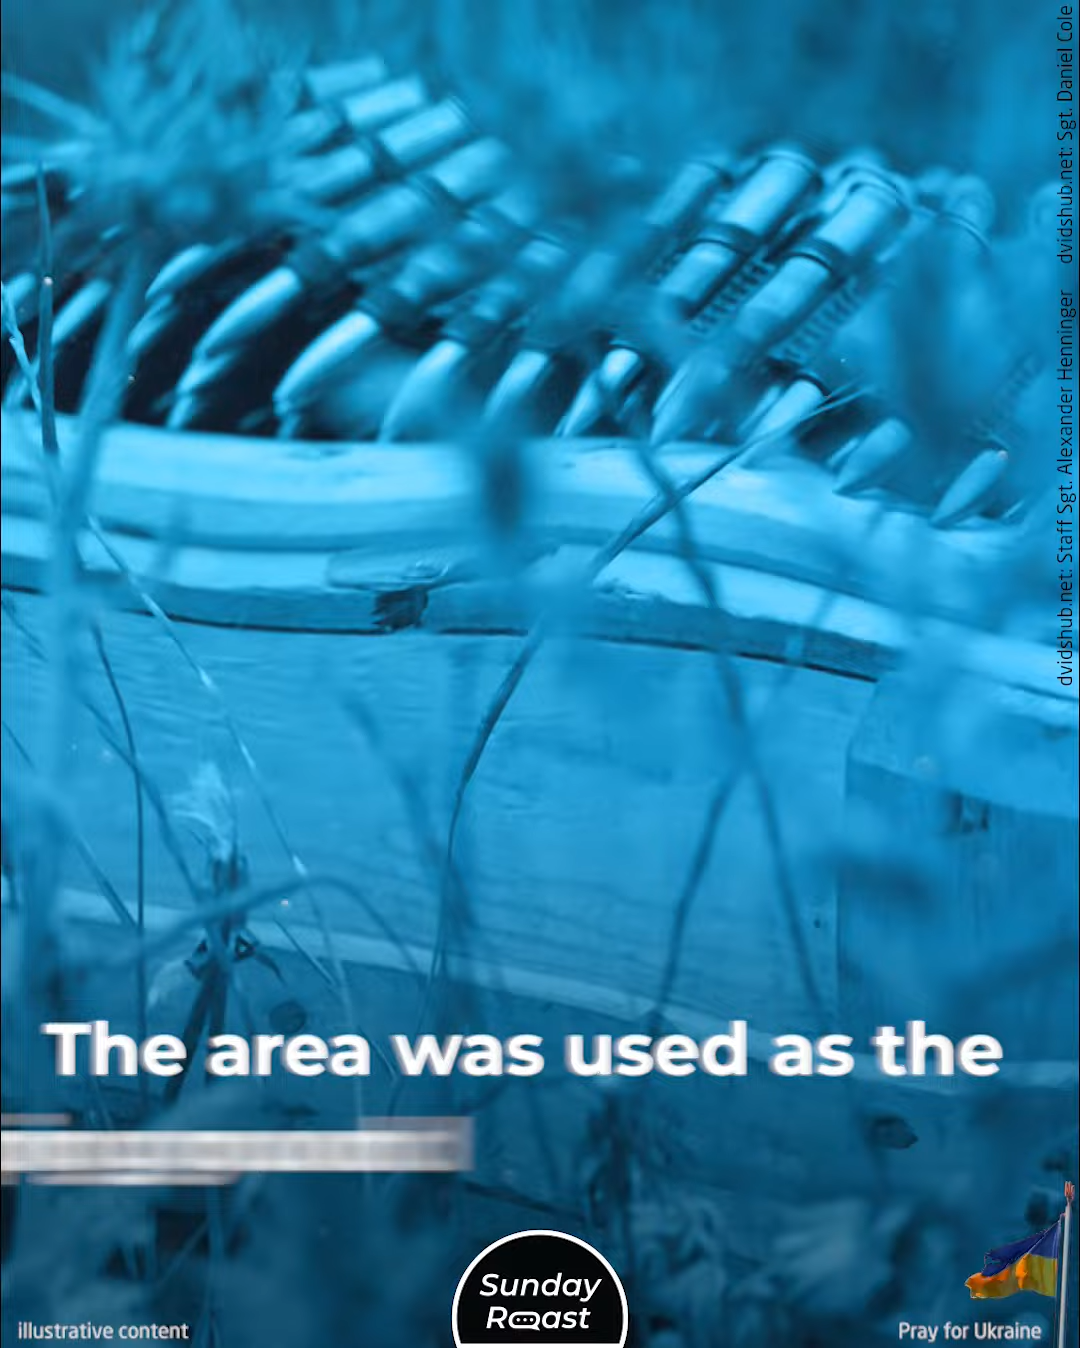 dvidshub.net: Staff Sgt. Alexander Henninger dvidshub.net: Sgt. Daniel Cole
The area was used as the
Sunday
Roast
illustrative content
Pray for Ukraine